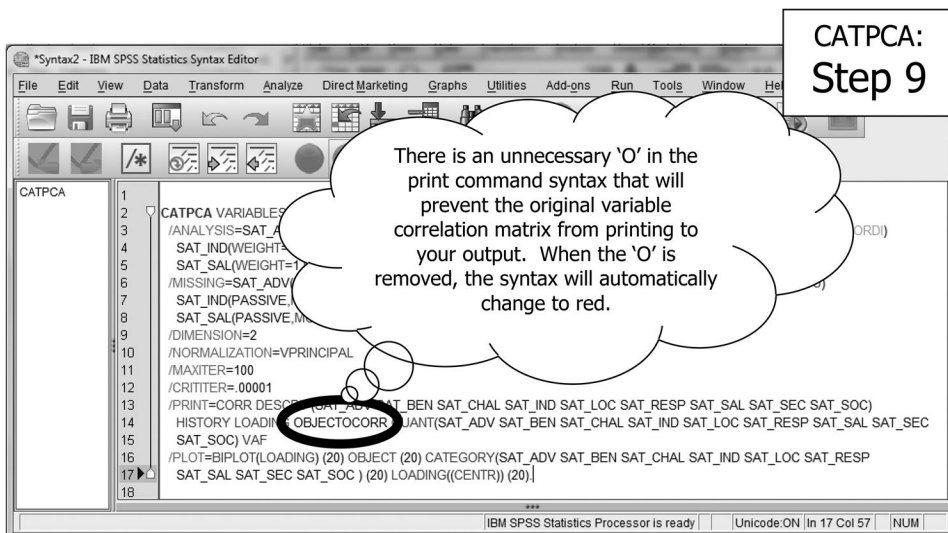 CATPCA:
Step 9
*Syntax2 - IBM SPSS Statistics Syntax Editor
File Edit View Data Transform Analyze Direct Marketing Graphs Utilities Add-ons Run Tools Window
There is an unnecessary ‘O’ in the
print command syntax that will
prevent the original variable
correlation matrix from printing to
your output. When the ‘O’ is
removed, the syntax will automatically
change to red.
CATPCA
1
2 CATPCA VARIABLES
3 /ANALYSIS=SAT_A ORDI)
4 SAT_IND(WEIGHT=
5 SAT_SAL(WEIGHT=1
6 /MISSING=SAT_ADV(
7 SAT_IND(PASSIVE,
8 SAT_SAL(PASSIVE,MO
9 /DIMENSION=2
10 /NORMALIZATION=VPRINCIPAL
11 /MAXITER=100
12 /CRITITER=.00001
13 /PRINT=CORR (SAT_ADV SAT_BEN SAT_CHAL SAT_IND SAT_LOC SAT_RESP SAT_SAL SAT_SEC SAT_SOC)
14 HISTORY LOADING OBJECTOCORR QUANT(SAT_ADV SAT_BEN SAT_CHAL SAT_IND SAT_LOC SAT_RESP SAT_SAL SAT_SEC
15 SAT_SOC) VAF
16 /PLOT=BIPLOT(LOADING) (20) OBJECT (20) CATEGORY(SAT_ADV SAT_BEN SAT_CHAL SAT_IND SAT_LOC SAT_RESP
17 SAT_SAL SAT_SEC SAT_SOC ) (20) LOADING((CENTR)) (20).
18
IBM SPSS Statistics Processor is ready Unicode:ON In 17 Col 57 NUM